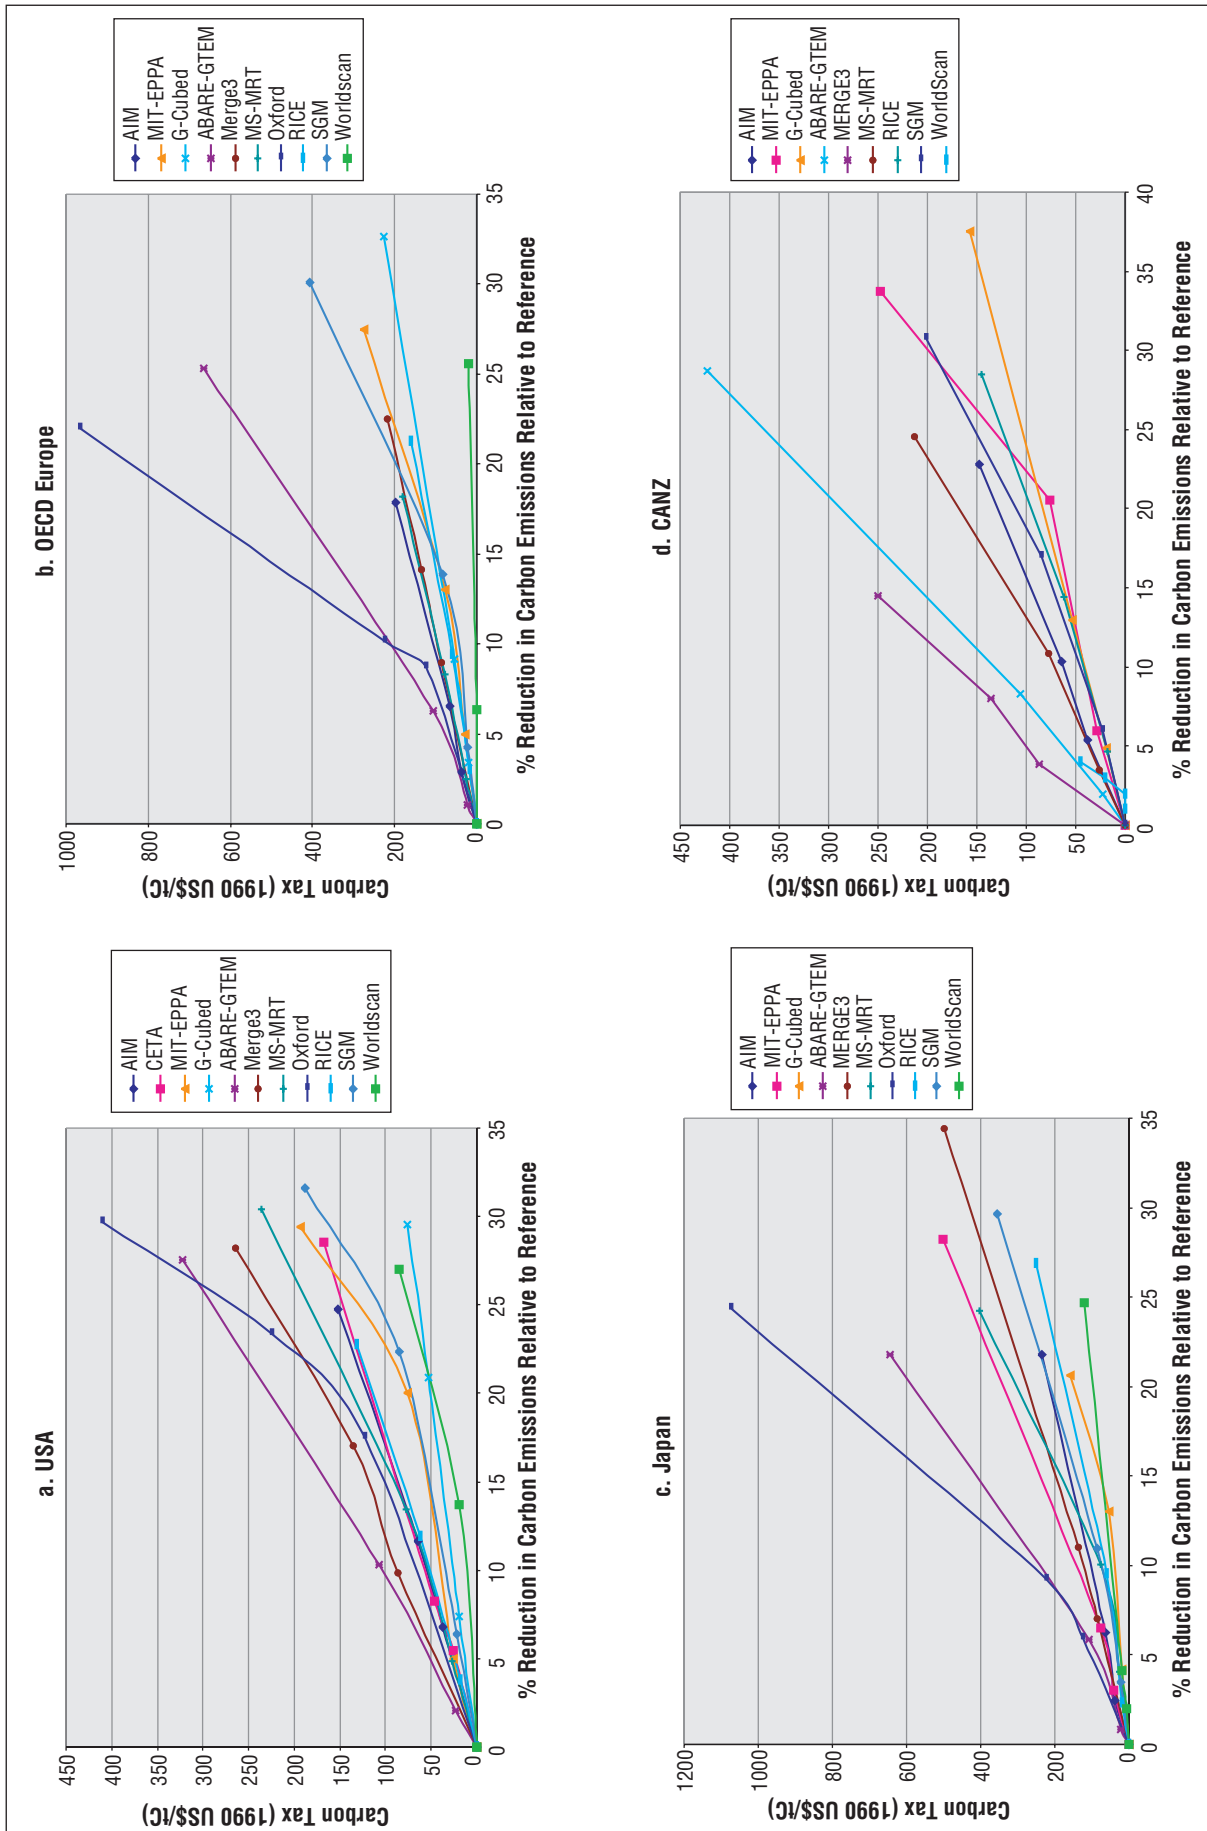 a. USA
Carbon Tax (1990 US$/tC)
450
400
350
300
250
200
150
100
50
0
0
5
10
15
20
25
30
35
% Reduction in Carbon Emissions Relative to Reference
AIM
CETA
MIT-EPPA
G-Cubed
ABARE-GTEM
Merge3
MS-MRT
Oxford
RICE
SGM
Worldscan
b. OECD Europe
Carbon Tax (1990 US$/tC)
1000
800
600
400
200
0
0
5
10
15
20
25
30
35
% Reduction in Carbon Emissions Relative to Reference
AIM
MIT-EPPA
G-Cubed
ABARE-GTEM
Merge3
MS-MRT
Oxford
RICE
SGM
Worldscan
c. Japan
Carbon Tax (1990 US$/tC)
1200
1000
800
600
400
200
0
0
5
10
15
20
25
30
35
% Reduction in Carbon Emissions Relative to Reference
AIM
MIT-EPPA
G-Cubed
ABARE-GTEM
MERGE3
MS-MRT
Oxford
RICE
SGM
WorldScan
d. CANZ
Carbon Tax (1990 US$/tC)
450
400
350
300
250
200
150
100
50
0
0
5
10
15
20
25
30
35
40
% Reduction in Carbon Emissions Relative to Reference
AIM
MIT-EPPA
G-Cubed
ABARE-GTEM
MERGE3
MS-MRT
RICE
SGM
WorldScan